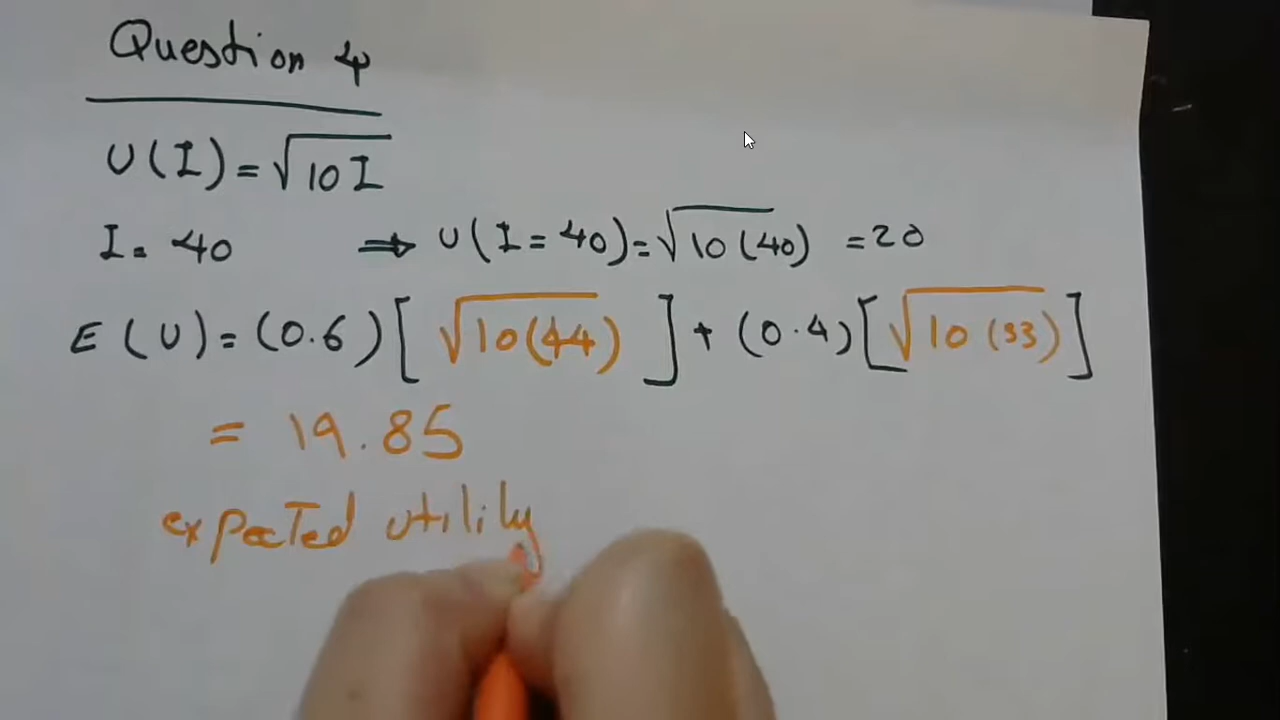 Question 4
U(I) = √10 I
I = 40 ⇒ U(I = 40) = √10(40) = 20
E(U) = (0.6) [ √10(44) ] + (0.4) [ √10(33) ]
= 19.85
expected utility